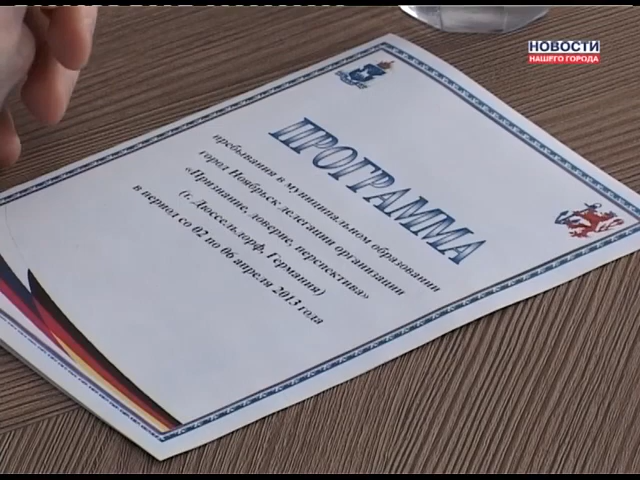 НОВОСТИ
НАШЕГО ГОРОДА
ПРОГРАММА
пребывания в муниципальном образовании
город Ноябрьск делегации организации
«Признание, доверие, перспектива»
(г. Дюссельдорф, Германия)
в период со 02 по 06 апреля 2013 года